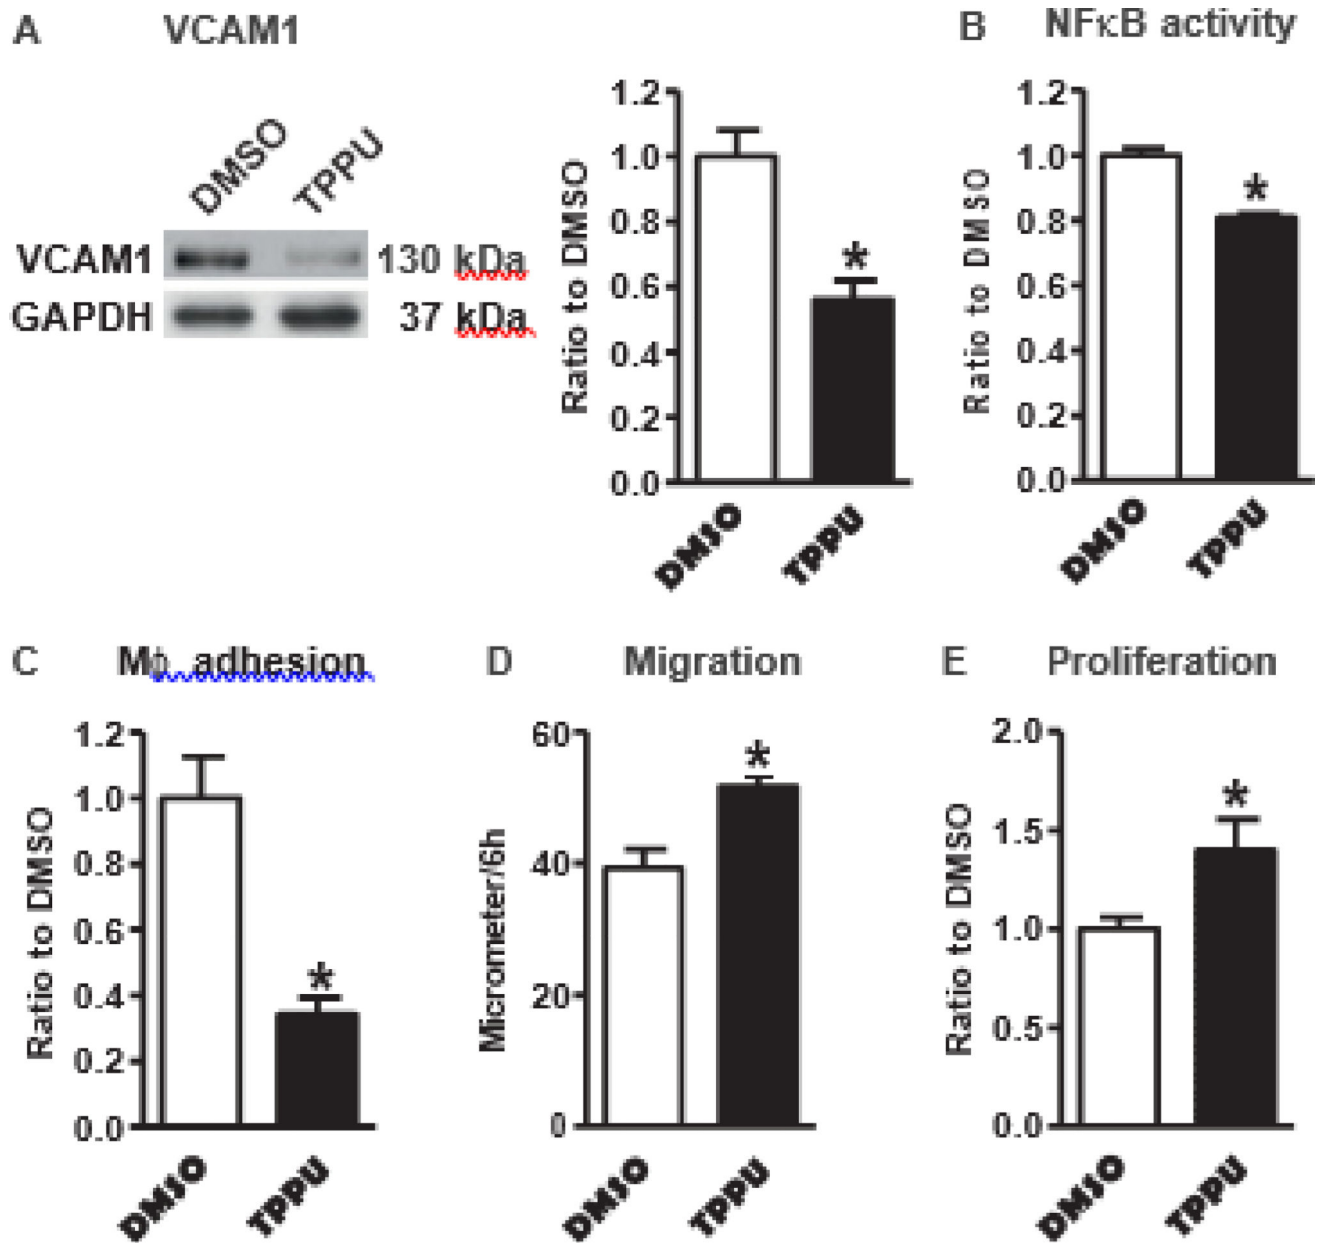 A VCAM1
DMSO TPPU
VCAM1 130 kDa
GAPDH 37 kDa
Ratio to DMSO
1.2
1.0
0.8
0.6
0.4
0.2
0.0
*
DMSO TPPU
B NFκB activity
Ratio to DMSO
1.2
1.0
0.8
0.6
0.4
0.2
0.0
*
DMSO TPPU
C Mϕ adhesion
Ratio to DMSO
1.2
1.0
0.8
0.6
0.4
0.2
0.0
*
DMSO TPPU
D Migration
Micrometer/6h
60
40
20
0
*
DMSO TPPU
E Proliferation
Ratio to DMSO
2.0
1.5
1.0
0.5
0.0
*
DMSO TPPU